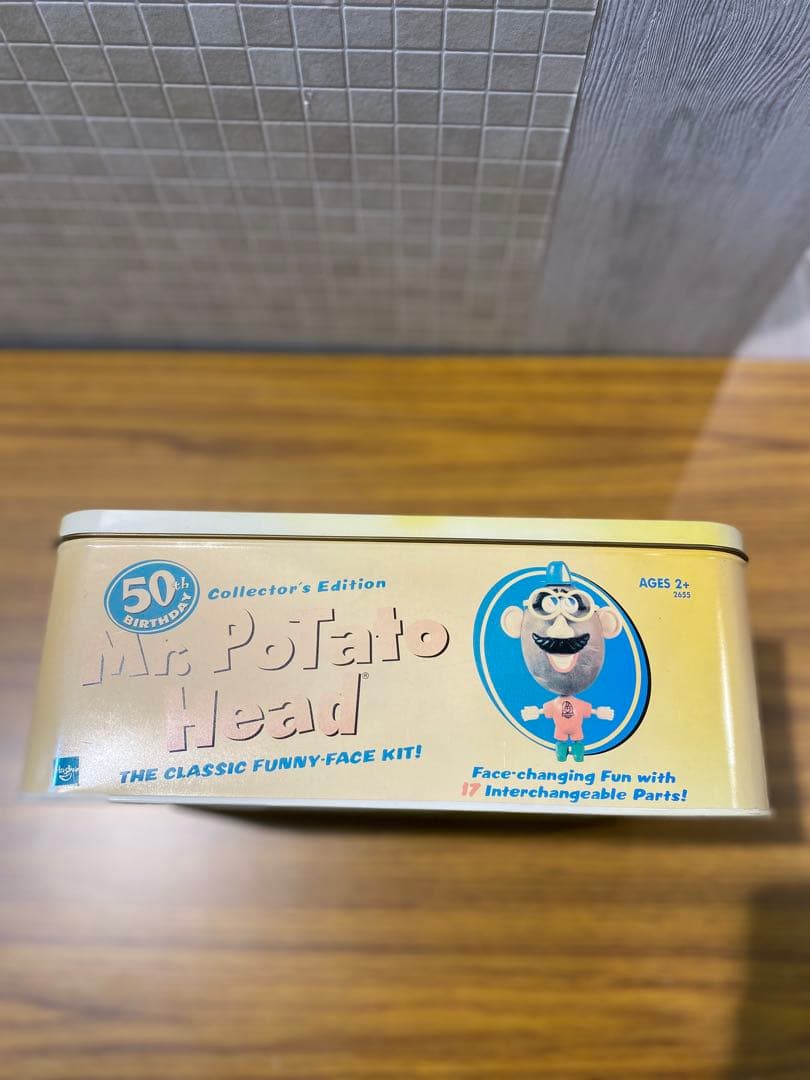 50th
BIRTHDAY
Collector's Edition
Mr. PoTaTo
Head®
THE CLASSIC FUNNY-FACE KIT!
Hasbro
AGES 2+
2655
Face-changing Fun with
17 Interchangeable Parts!